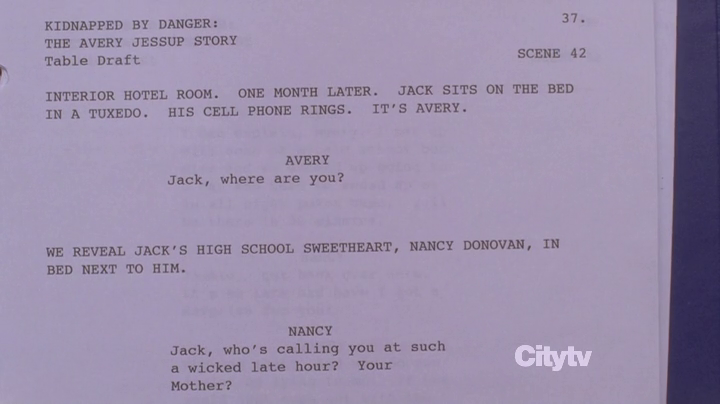 KIDNAPPED BY DANGER:
37.
THE AVERY JESSUP STORY
Table Draft
SCENE 42
INTERIOR HOTEL ROOM. ONE MONTH LATER. JACK SITS ON THE BED
IN A TUXEDO. HIS CELL PHONE RINGS. IT'S AVERY.
AVERY
Jack, where are you?
WE REVEAL JACK'S HIGH SCHOOL SWEETHEART, NANCY DONOVAN, IN
BED NEXT TO HIM.
NANCY
Jack, who's calling you at such
a wicked late hour? Your
Mother?
Citytv